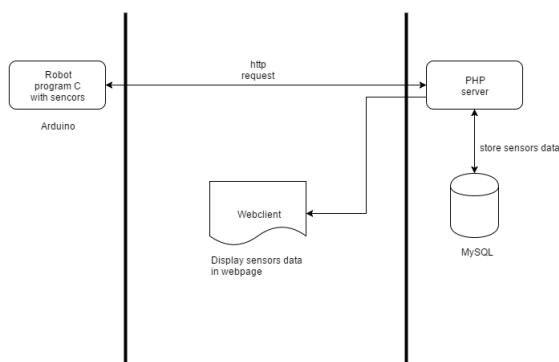 http
request
Robot
program C
with sencors
PHP
server
Arduino
store sensors data
Webclient
MySQL
Display sensors data
in webpage